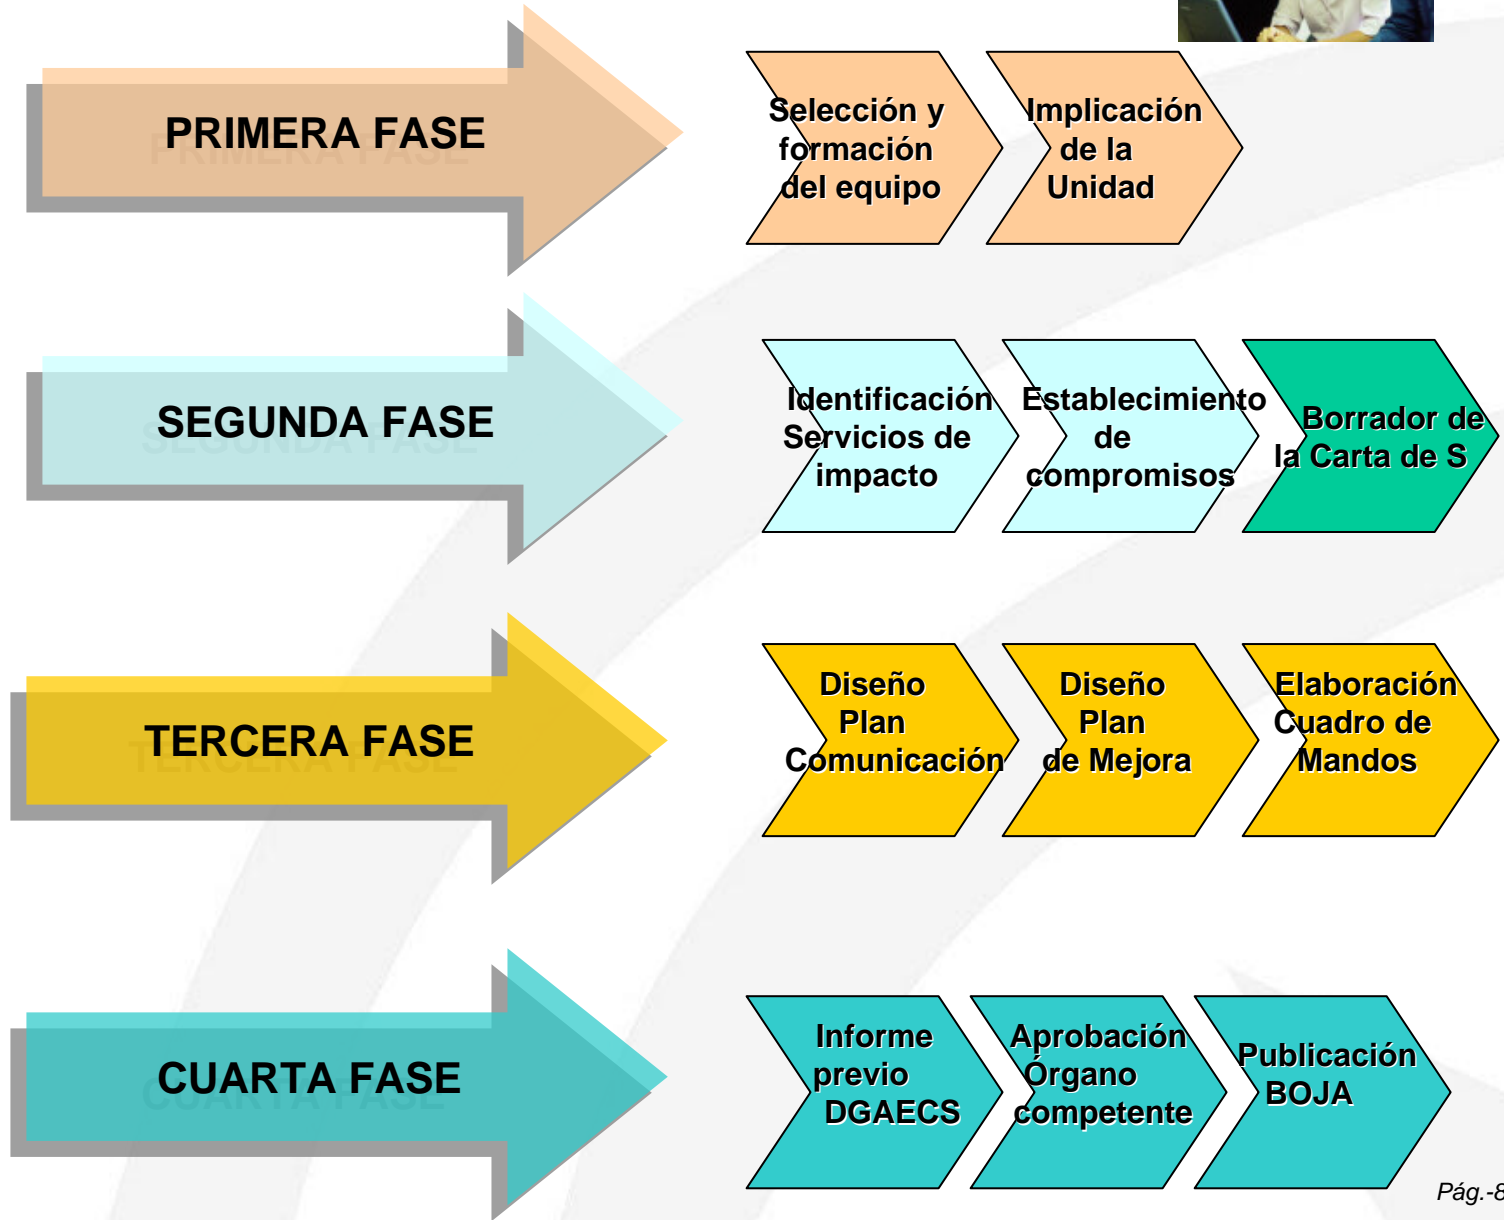 PRIMERA FASE
Selección y
formación
del equipo
Implicación
de la
Unidad
SEGUNDA FASE
Identificación
Servicios de
impacto
Establecimiento
de
compromisos
Borrador de
la Carta de S
TERCERA FASE
Diseño
Plan
Comunicación
Diseño
Plan
de Mejora
Elaboración
Cuadro de
Mandos
CUARTA FASE
Informe
previo
DGAECS
Aprobación
Órgano
competente
Publicación
BOJA
Pág.-8